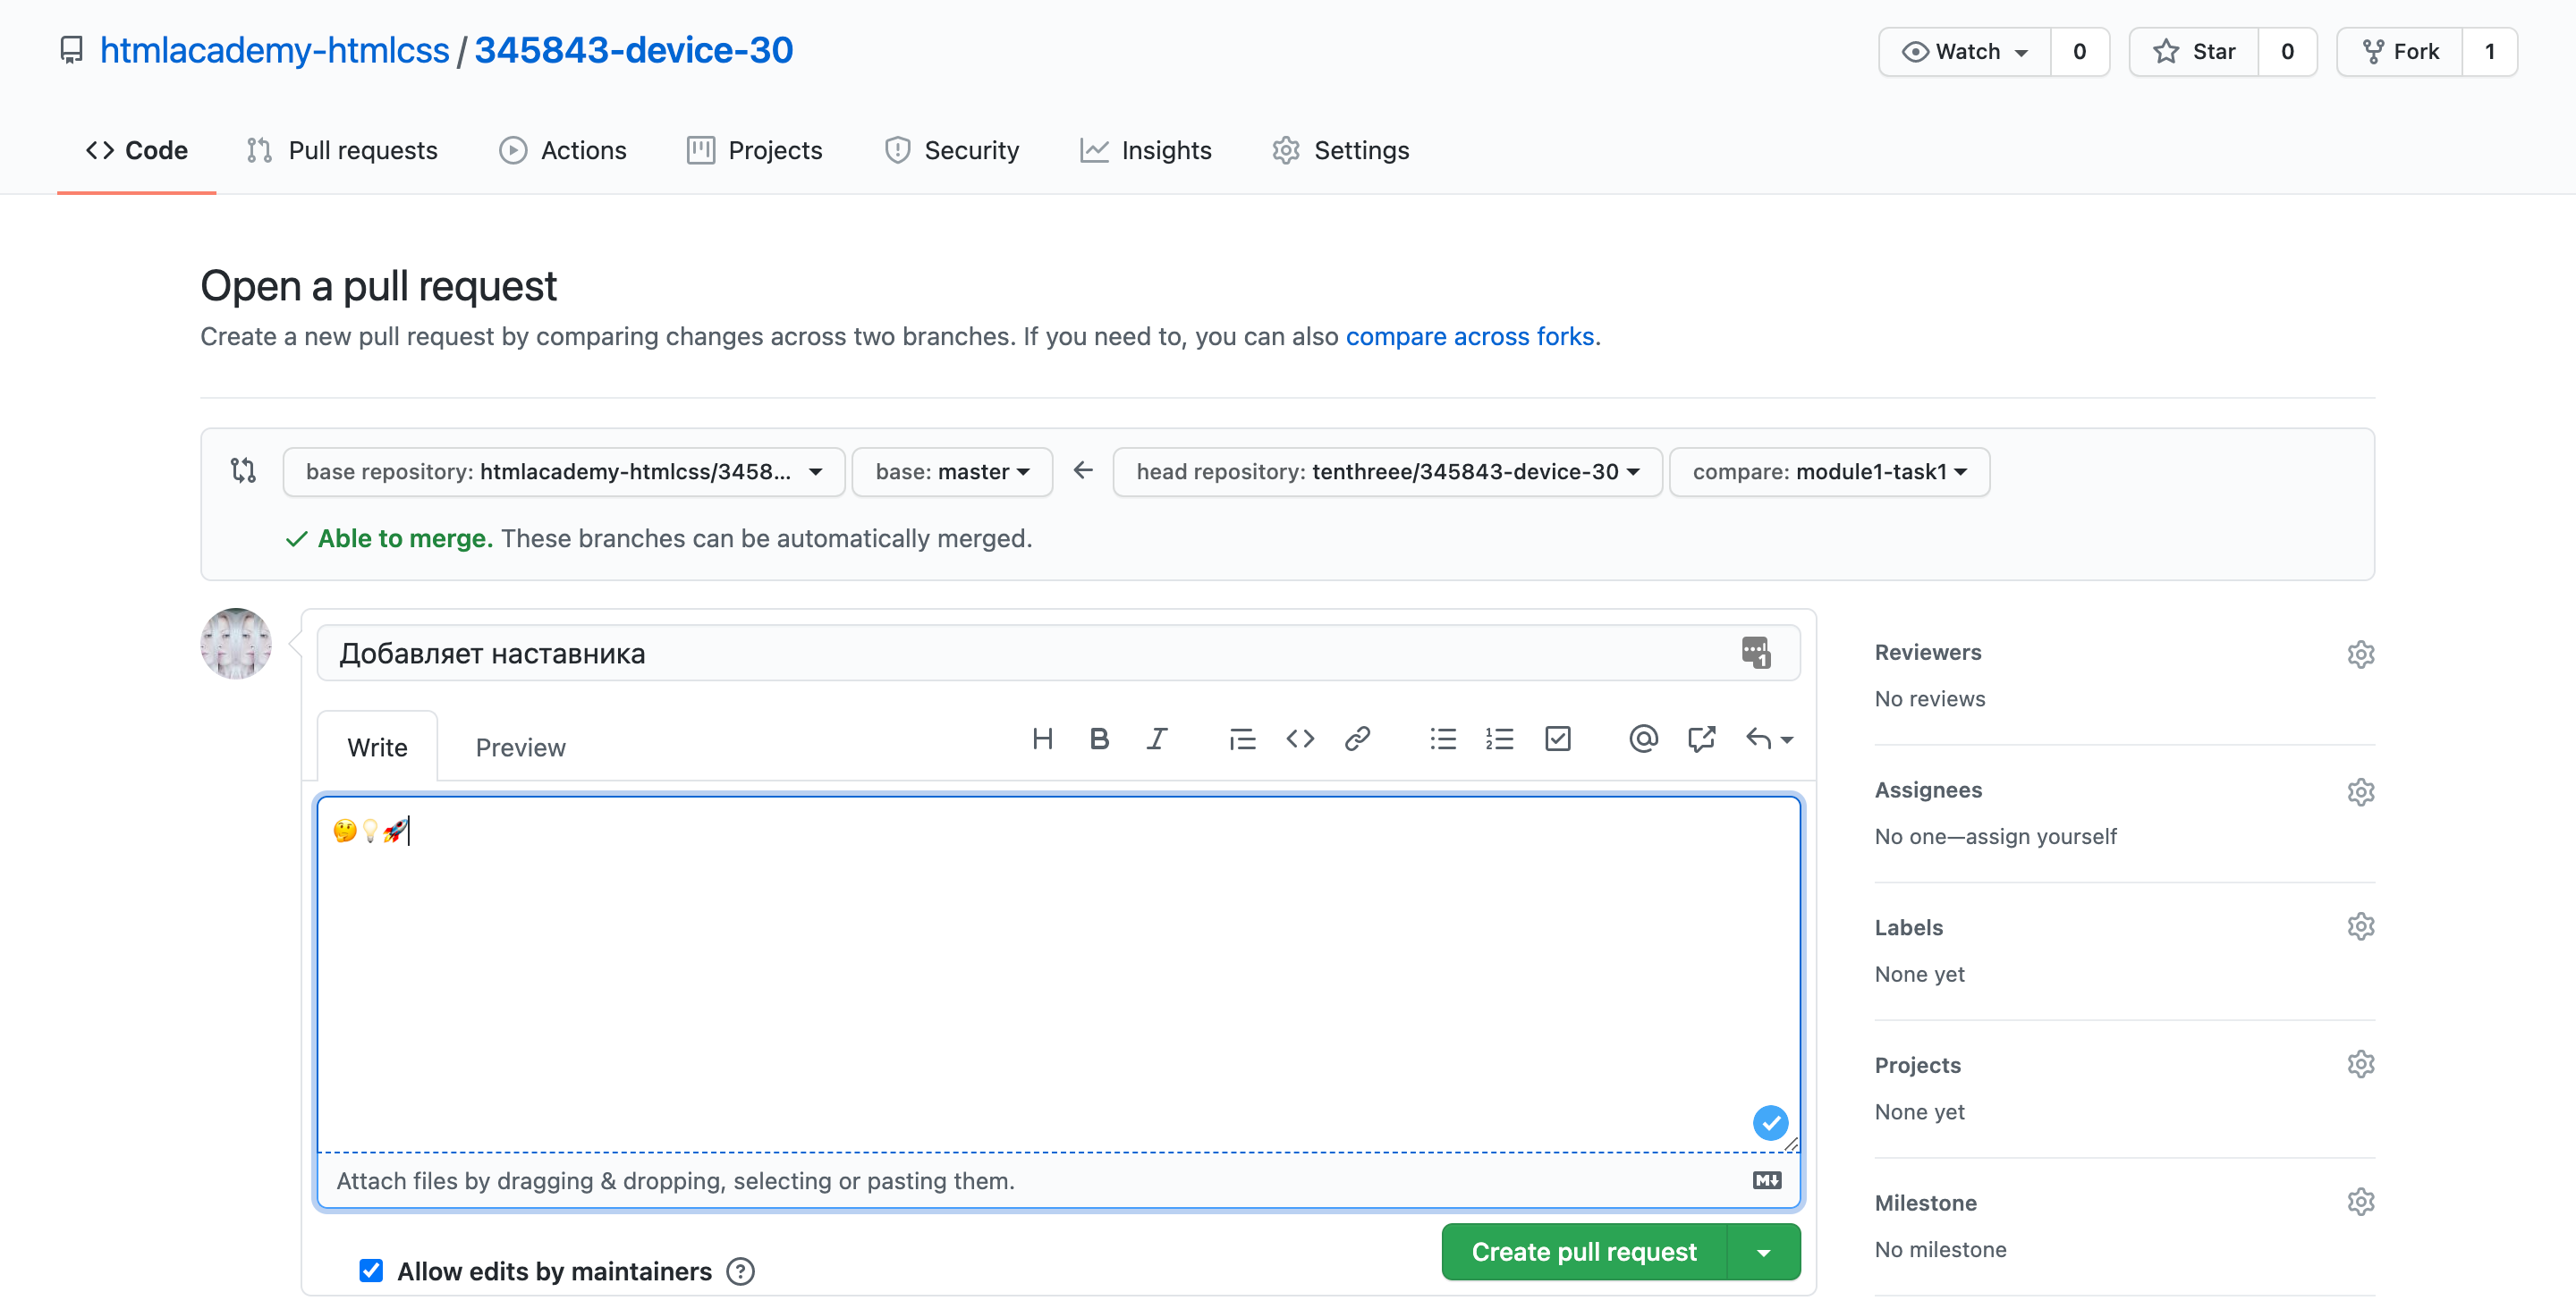 htmlacademy-htmlcss / 345843-device-30
Watch 0 Star 0 Fork 1
Code Pull requests Actions Projects Security Insights Settings
Open a pull request
Create a new pull request by comparing changes across two branches. If you need to, you can also compare across forks.
base repository: htmlacademy-htmlcss/3458... base: master ← head repository: tenthreee/345843-device-30 compare: module1-task1
Able to merge. These branches can be automatically merged.
Добавляет наставника
1
Write Preview
🤔💡🚀
Attach files by dragging & dropping, selecting or pasting them.
Allow edits by maintainers
Create pull request
Reviewers
No reviews
Assignees
No one—assign yourself
Labels
None yet
Projects
None yet
Milestone
No milestone